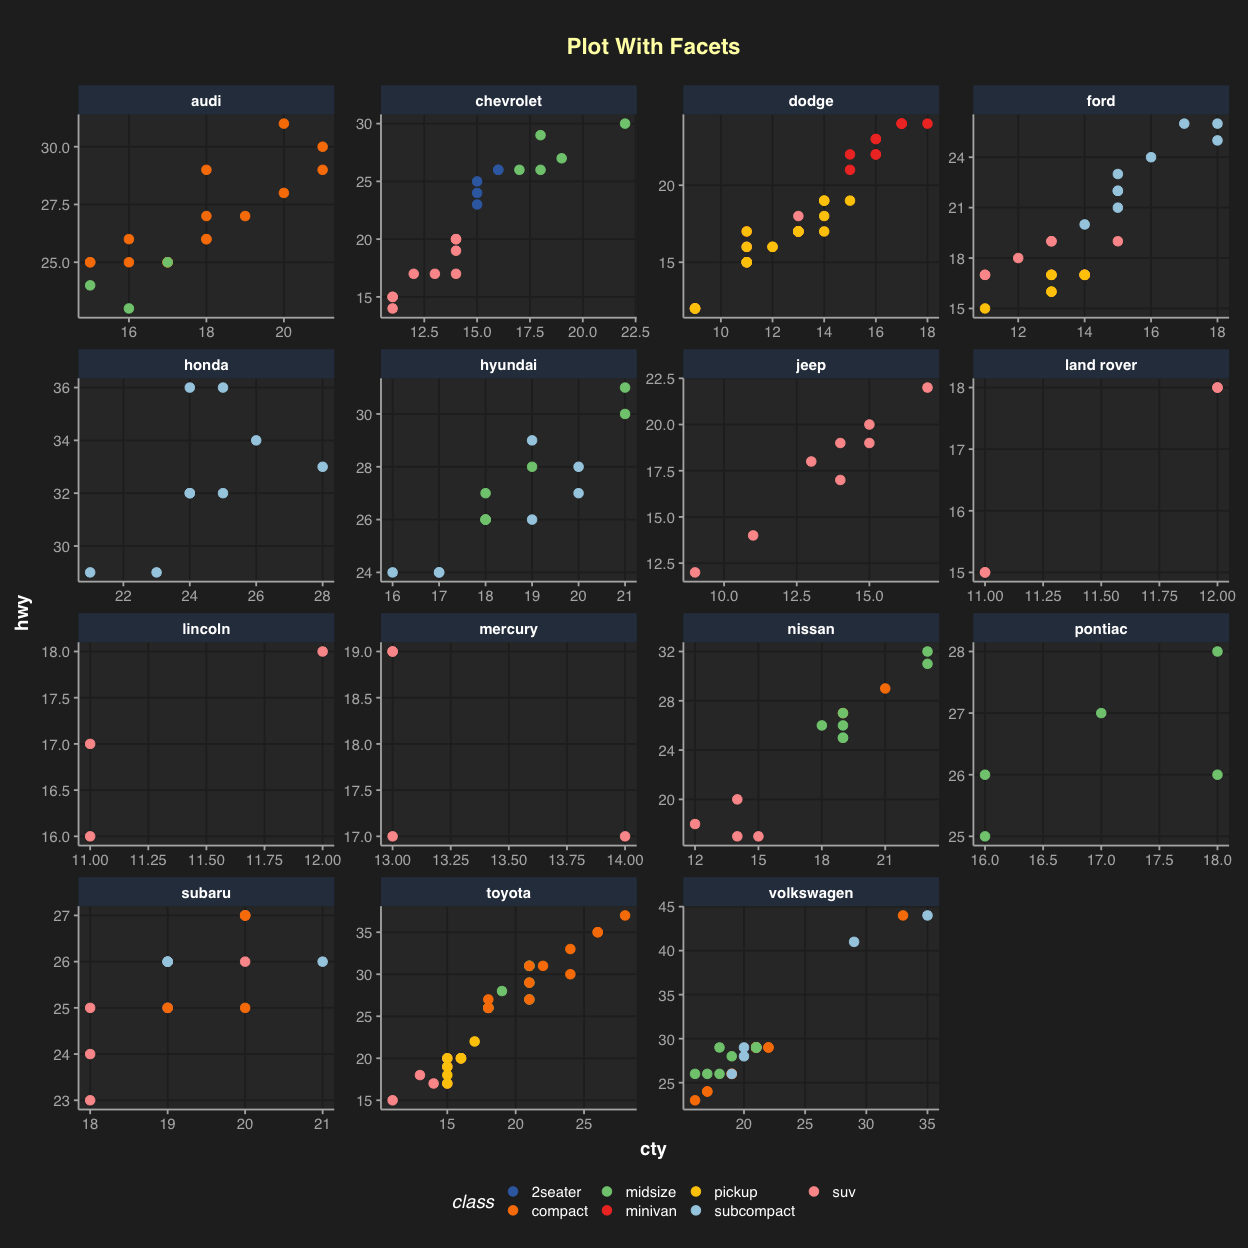 Plot With Facets
audi
chevrolet
dodge
ford
30.0
27.5
25.0
16 18 20
30
25
20
15
12.5 15.0 17.5 20.0 22.5
20
15
10 12 14 16 18
24
21
18
15
12 14 16 18
honda
hyundai
jeep
land rover
36
34
32
30
22 24 26 28
30
28
26
24
16 17 18 19 20 21
22.5
20.0
17.5
15.0
12.5
10.0 12.5 15.0
18
17
16
15
11.00 11.25 11.50 11.75 12.00
hwy
lincoln
mercury
nissan
pontiac
18.0
17.5
17.0
16.5
16.0
11.00 11.25 11.50 11.75 12.00
19.0
18.5
18.0
17.5
17.0
13.00 13.25 13.50 13.75 14.00
32
28
24
20
12 15 18 21
28
27
26
25
16.0 16.5 17.0 17.5 18.0
subaru
toyota
volkswagen
27
26
25
24
23
18 19 20 21
35
30
25
20
15
15 20 25
45
40
35
30
25
20 25 30 35
cty
class
2seater
midsize
pickup
suv
compact
minivan
subcompact